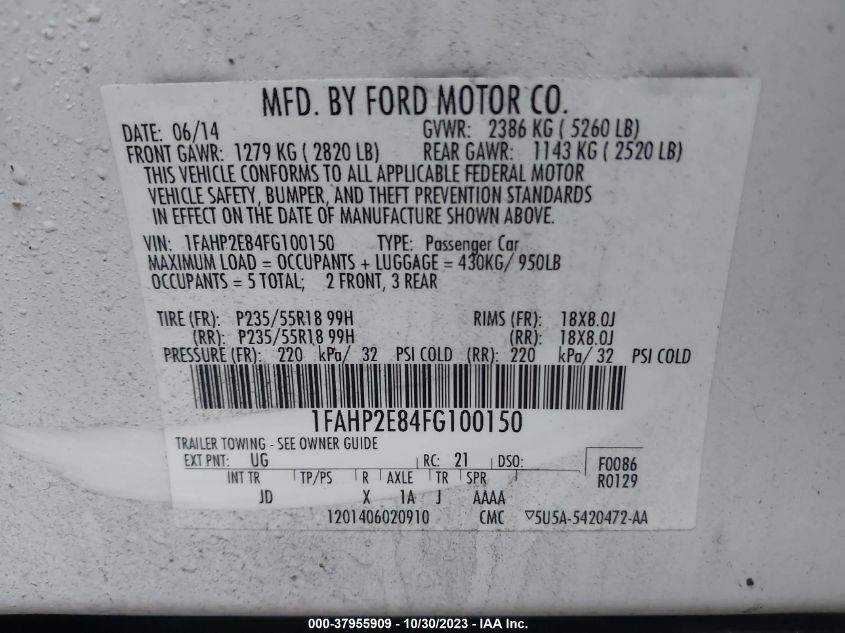 MFD. BY FORD MOTOR CO.
DATE: 06/14 GVWR: 2386 KG ( 5260 LB)
FRONT GAWR: 1279 KG ( 2820 LB) REAR GAWR: 1143 KG ( 2520 LB)
THIS VEHICLE CONFORMS TO ALL APPLICABLE FEDERAL MOTOR
VEHICLE SAFETY, BUMPER, AND THEFT PREVENTION STANDARDS
IN EFFECT ON THE DATE OF MANUFACTURE SHOWN ABOVE.
VIN: 1FAHP2E84FG100150 TYPE: Passenger Car
MAXIMUM LOAD = OCCUPANTS + LUGGAGE = 430KG/ 950LB
OCCUPANTS = 5 TOTAL; 2 FRONT, 3 REAR
TIRE (FR): P235/55R18 99H RIMS (FR): 18X8.0J
(RR): P235/55R18 99H (RR): 18X8.0J
PRESSURE (FR): 220 kPa/ 32 PSI COLD (RR): 220 kPa/ 32 PSI COLD
1FAHP2E84FG100150
TRAILER TOWING - SEE OWNER GUIDE
EXT PNT: UG RC: 21 DSO: F0086
R0129
INT TR TP/PS R AXLE TR SPR
JD X 1A J AAAA
1201406020910 CMC ▽5U5A-5420472-AA
000-37955909 - 10/30/2023 - IAA Inc.